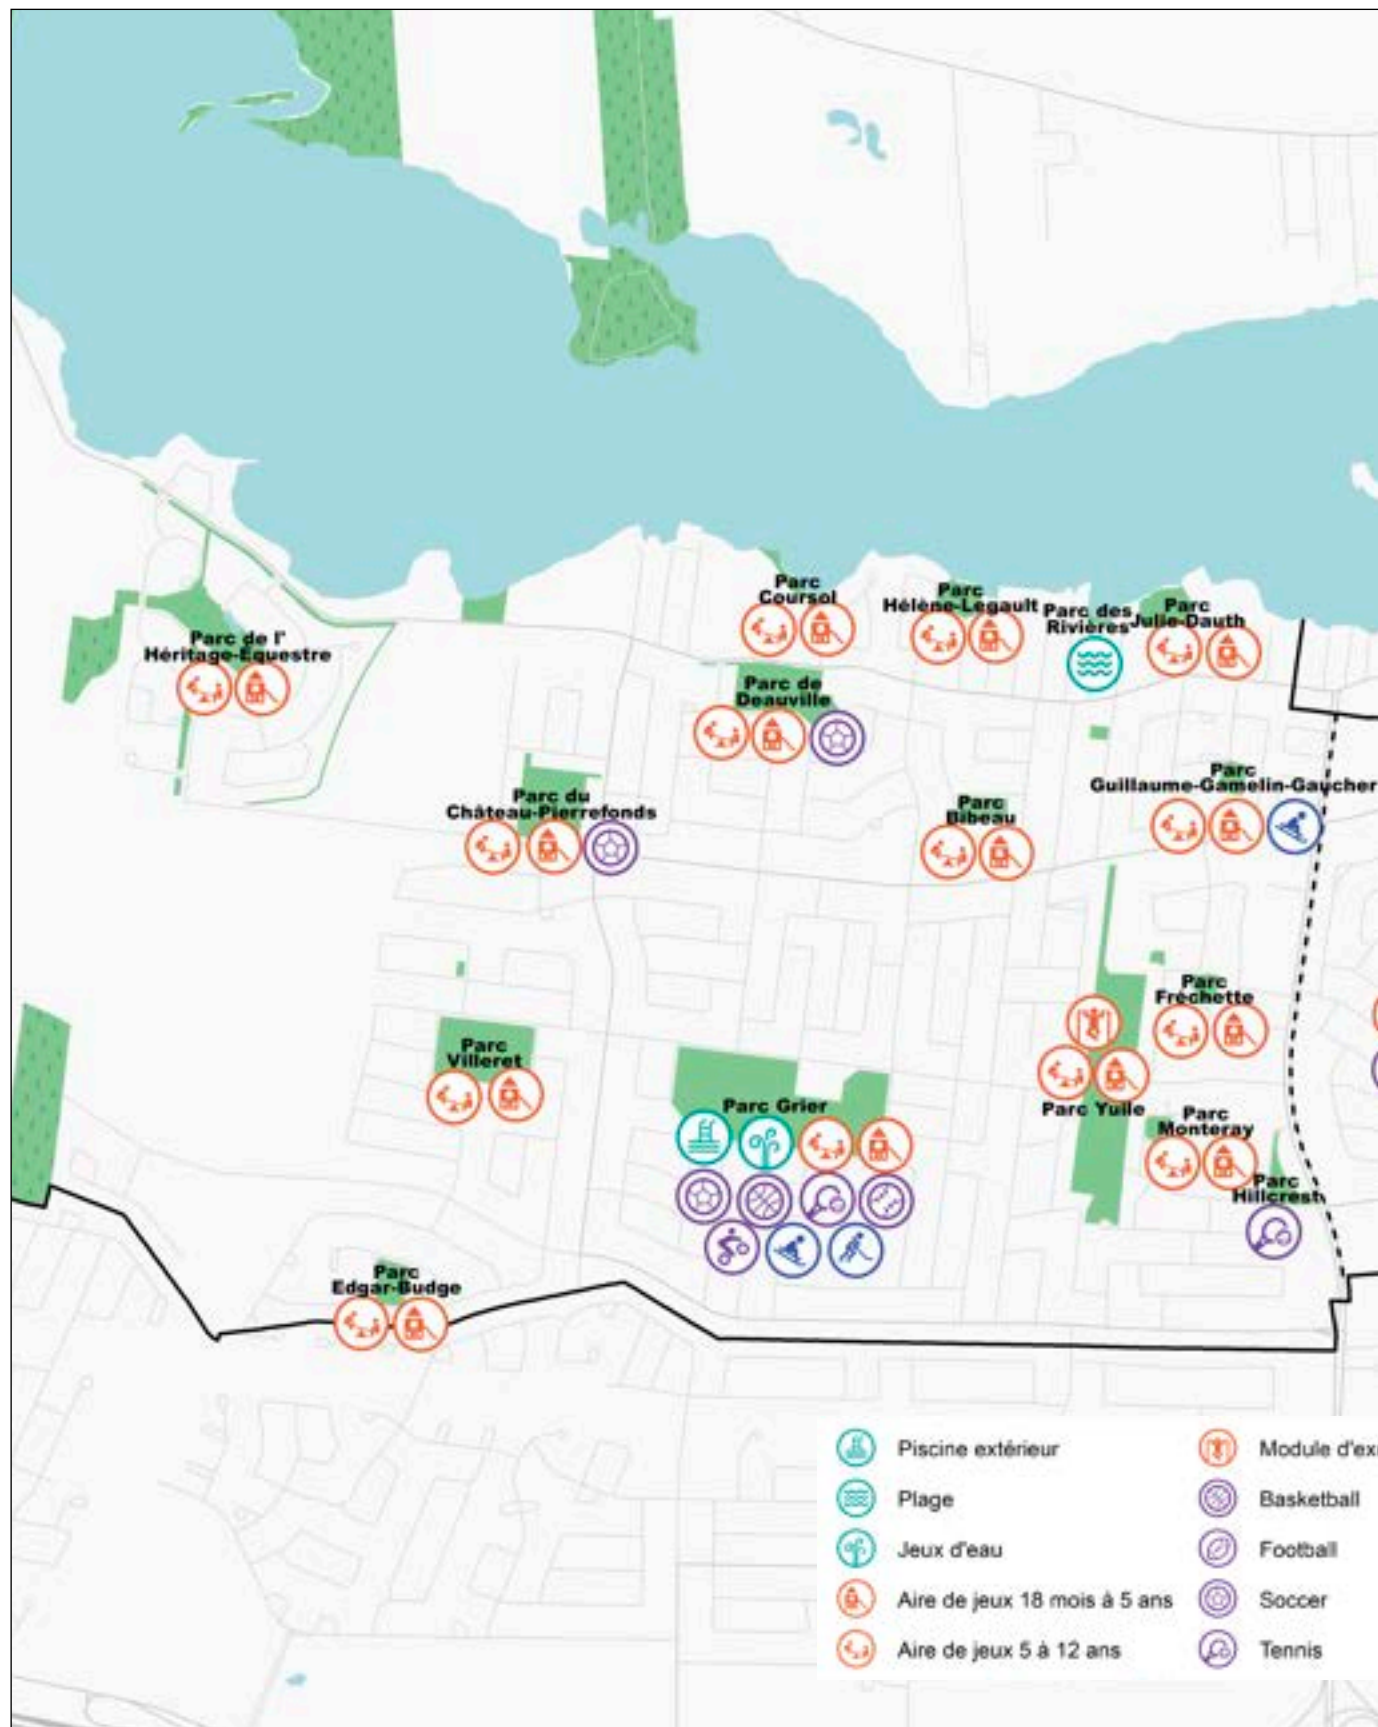 Parc
Coursol
Parc
Hélène-Legault
Parc des
Rivières
Parc
Julie-Dauth
Parc de l'
Héritage-Équestre
Parc de
Deauville
Parc du
Château-Pierrefonds
Parc
Bibeau
Parc
Guillaume-Gamelin-Gaucher
Parc
Fréchette
Parc
Villeret
Parc Grier
Parc Yuile
Parc
Monteray
Parc
Hillcrest
Parc
Edgar-Budge
Piscine extérieur
Plage
Jeux d'eau
Aire de jeux 18 mois à 5 ans
Aire de jeux 5 à 12 ans
Module d'ex
Basketball
Football
Soccer
Tennis